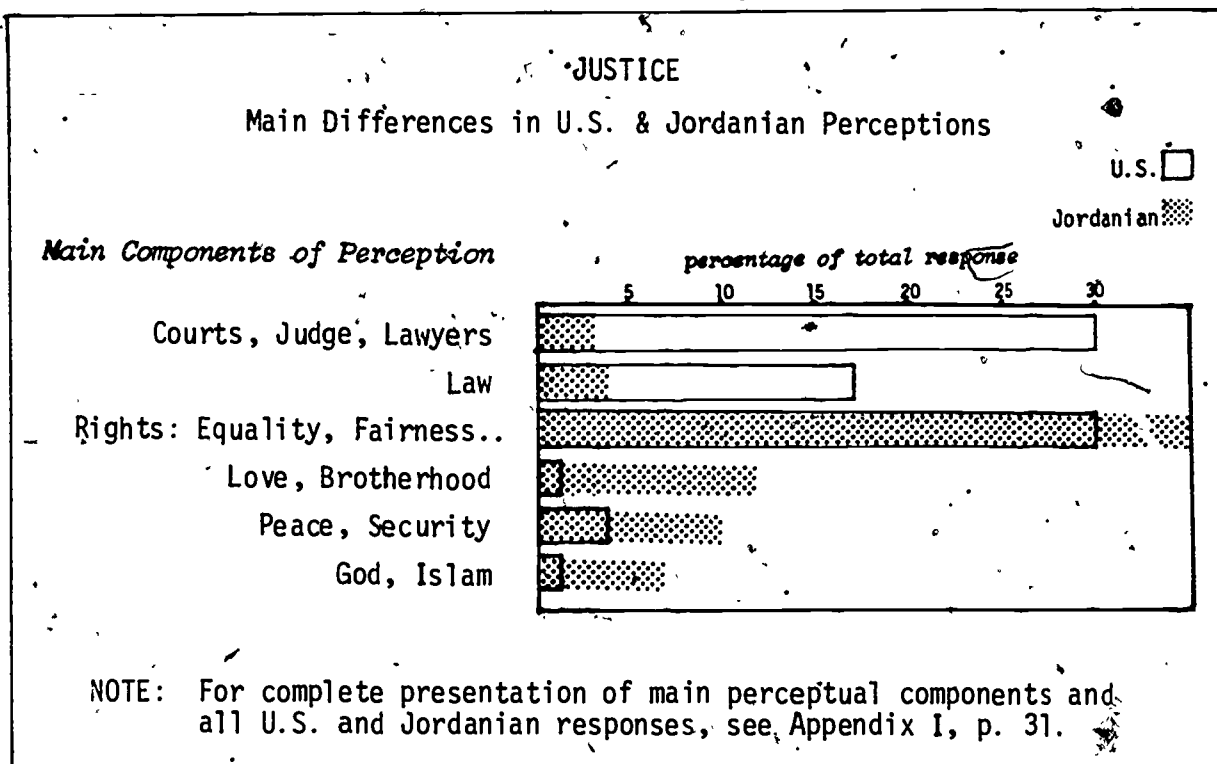 JUSTICE
Main Differences in U.S. & Jordanian Perceptions
U.S.
Jordanian
Main Components of Perception
percentage of total response
5 10 15 20 25 30
Courts, Judge, Lawyers
Law
Rights: Equality, Fairness..
Love, Brotherhood
Peace, Security
God, Islam
NOTE: For complete presentation of main perceptual components and
all U.S. and Jordanian responses, see Appendix I, p. 31.